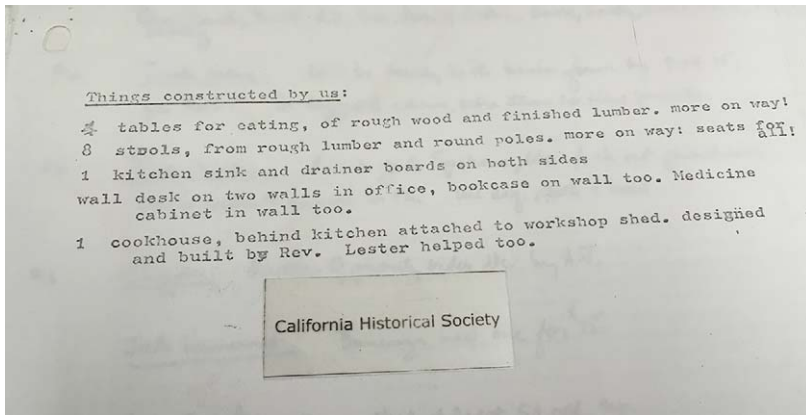 Things constructed by us:
tables for eating, of rough wood and finished lumber. more on way!
8 stools, from rough lumber and round poles. more on way: seats for all!
1 kitchen sink and drainer boards on both sides
wall desk on two walls in office, bookcase on wall too. Medicine
cabinet in wall too.
1 cookhouse, behind kitchen attached to workshop shed. designed
and built by Rev. Lester helped too.
California Historical Society